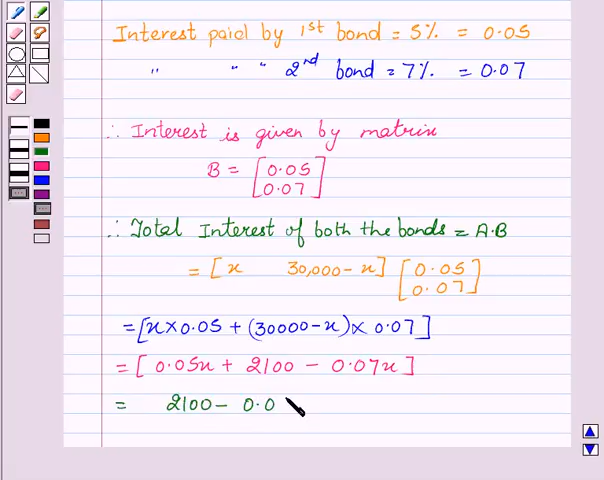 Interest paid by 1st bond = 5% = 0.05
" " " 2nd bond = 7% = 0.07
∴ Interest is given by matrix
B = [0.05
0.07]
∴ Total Interest of both the bonds = A·B
= [x 30,000 - x] [0.05
0.07]
= [x × 0.05 + (30000 - x) × 0.07]
= [0.05x + 2100 - 0.07x]
= 2100 - 0.0